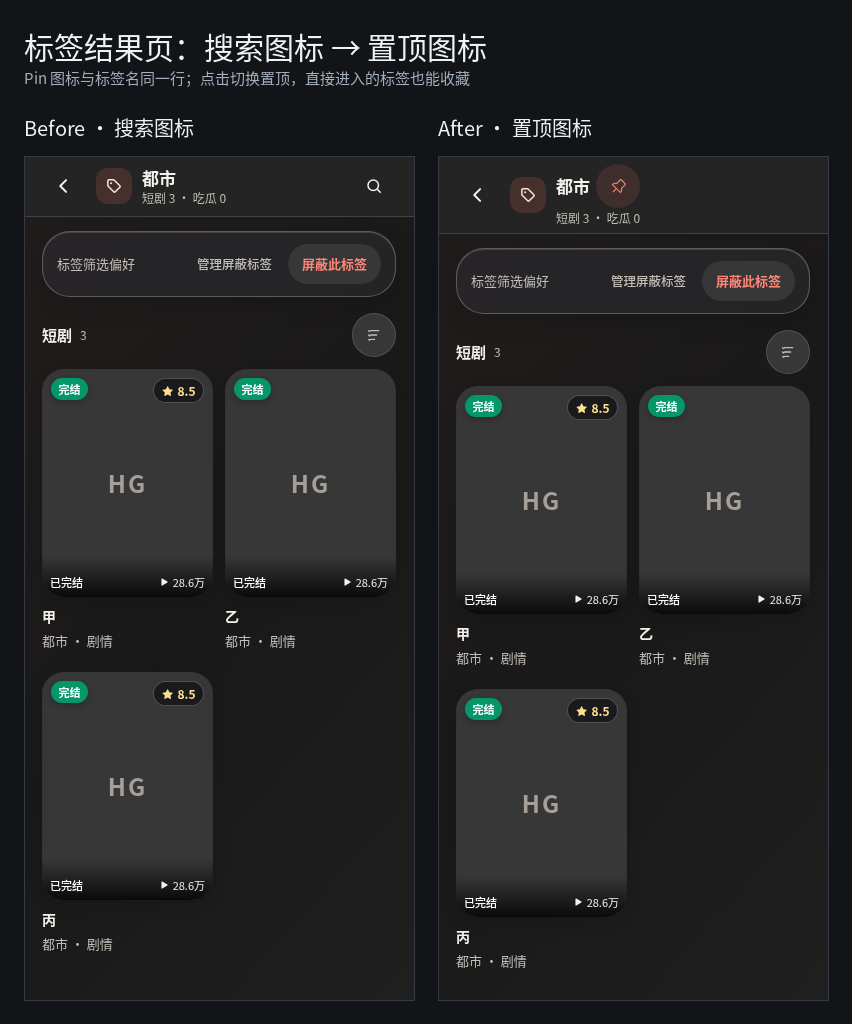 标签结果页：搜索图标 → 置顶图标
Pin 图标与标签名同一行；点击切换置顶，直接进入的标签也能收藏
Before · 搜索图标
都市
短剧 3 · 吃瓜 0
标签筛选偏好 管理屏蔽标签 屏蔽此标签
短剧 3
完结 8.5 完结
HG HG
已完结 28.6万 已完结 28.6万
甲 乙
都市 · 剧情 都市 · 剧情
完结 8.5
HG
已完结 28.6万
丙
都市 · 剧情
After · 置顶图标
都市
短剧 3 · 吃瓜 0
标签筛选偏好 管理屏蔽标签 屏蔽此标签
短剧 3
完结 8.5 完结
HG HG
已完结 28.6万 已完结 28.6万
甲 乙
都市 · 剧情 都市 · 剧情
完结 8.5
HG
已完结 28.6万
丙
都市 · 剧情